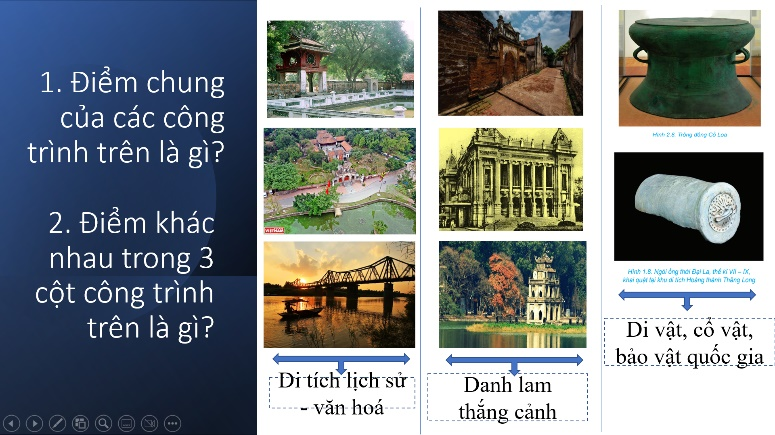 1. Điểm chung
của các công
trình trên là gì?
2. Điểm khác
nhau trong 3
cột công trình
trên là gì?
Di tích lịch sử
- văn hoá
Danh lam
thắng cảnh
Hình 2.8. Trống đồng Cổ Loa
Hình 1.8. Ngói ống thời Đại La, thế kỉ VII – IX,
khai quật tại khu di tích Hoàng thành Thăng Long
Di vật, cổ vật,
bảo vật quốc gia